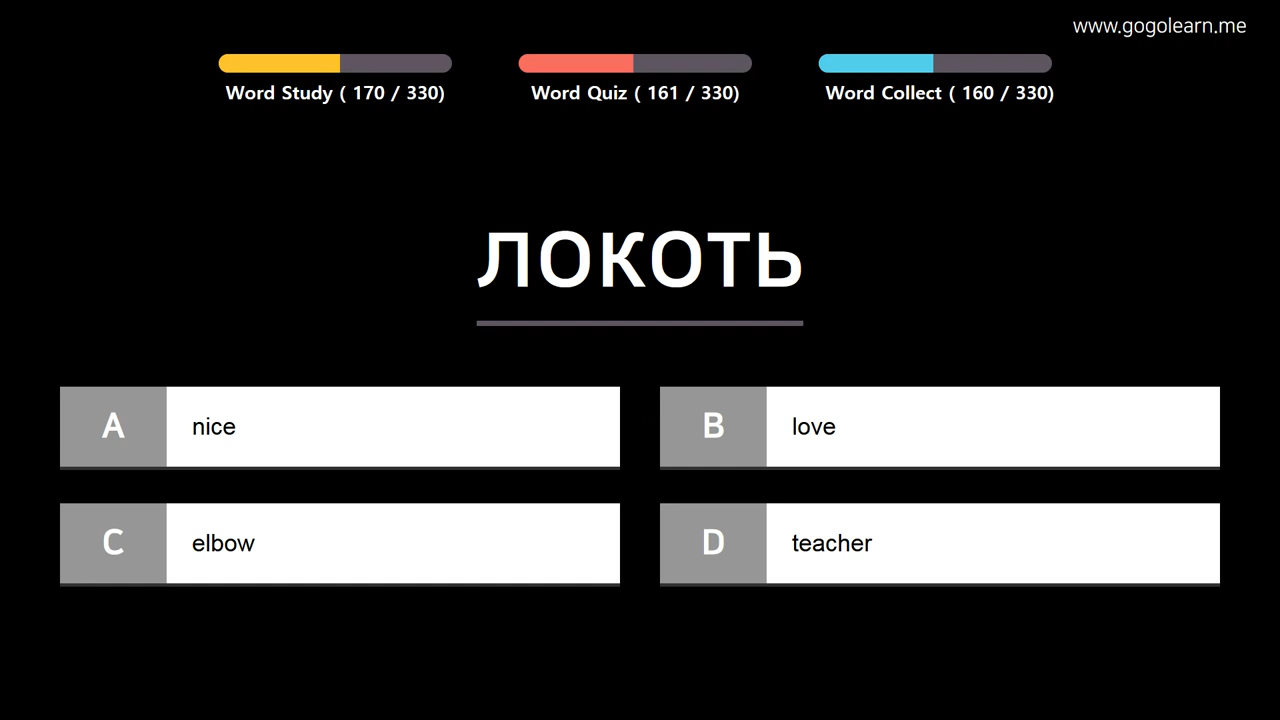 www.gogolearn.me
Word Study ( 170 / 330)
Word Quiz ( 161 / 330)
Word Collect ( 160 / 330)
ЛОКОТЬ
A nice
B love
C elbow
D teacher